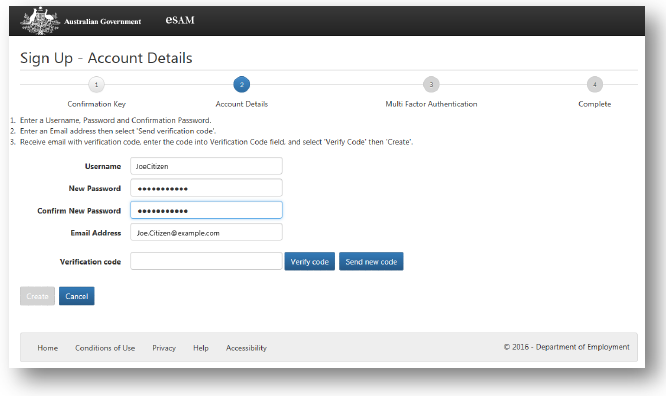 Australian Government eSAM
Sign Up - Account Details
1 2 3 4
Confirmation Key Account Details Multi Factor Authentication Complete
1. Enter a Username, Password and Confirmation Password.
2. Enter an Email address then select 'Send verification code'.
3. Receive email with verification code, enter the code into Verification Code field, and select 'Verify Code' then 'Create'.
Username JoeCitizen
New Password •••••••••••
Confirm New Password •••••••••••
Email Address Joe.Citizen@example.com
Verification code Verify code Send new code
Create Cancel
Home Conditions of Use Privacy Help Accessibility © 2016 - Department of Employment